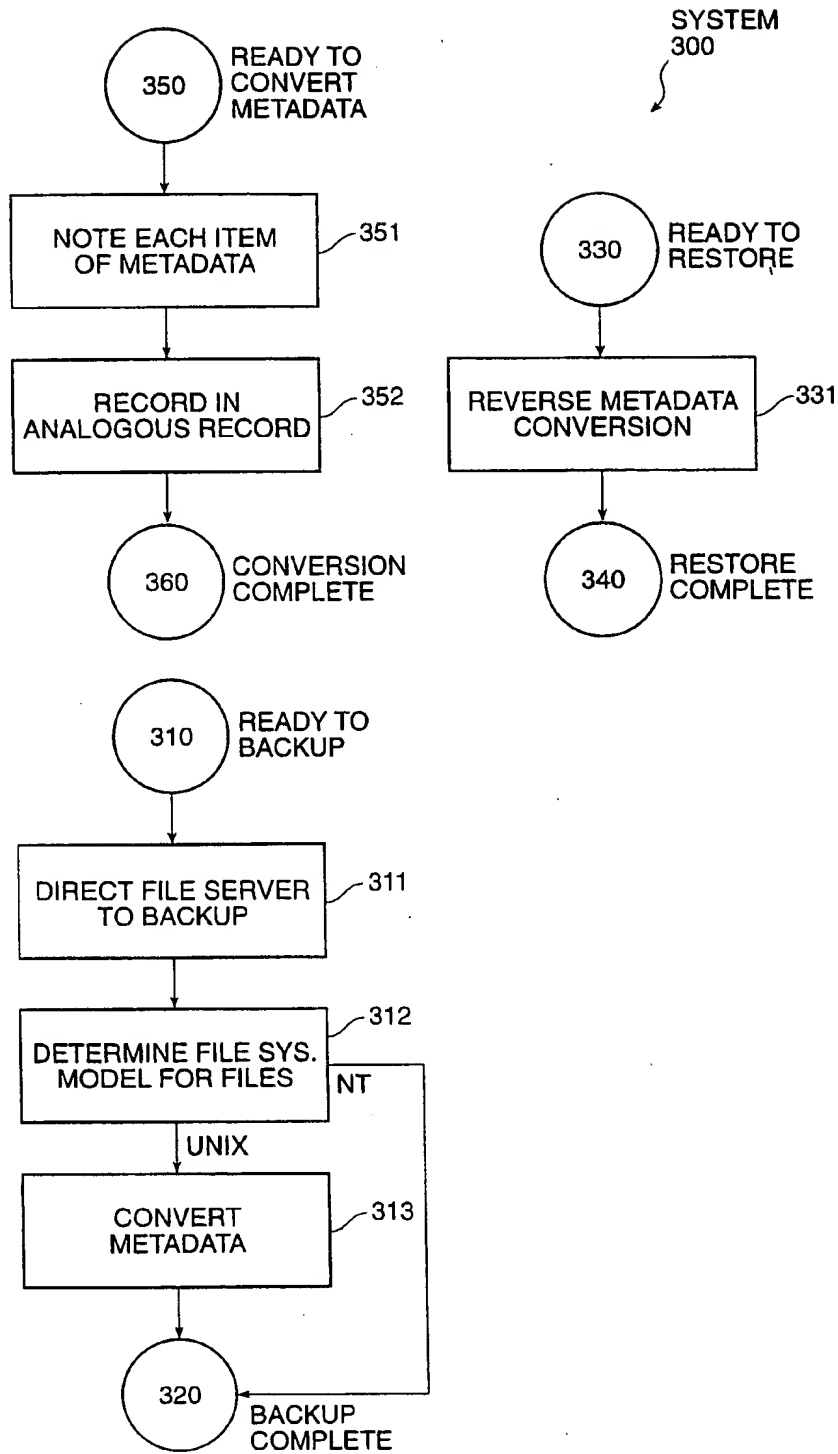 SYSTEM
300
350
READY TO
CONVERT
METADATA
NOTE EACH ITEM
OF METADATA
351
RECORD IN
ANALOGOUS RECORD
352
360
CONVERSION
COMPLETE
330
READY TO
RESTORE
REVERSE METADATA
CONVERSION
331
340
RESTORE
COMPLETE
310
READY TO
BACKUP
DIRECT FILE SERVER
TO BACKUP
311
DETERMINE FILE SYS.
MODEL FOR FILES
312
NT
UNIX
CONVERT
METADATA
313
320
BACKUP
COMPLETE